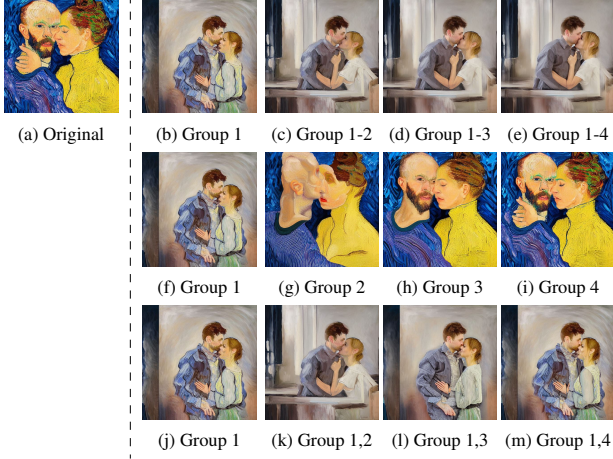 (a) Original
(b) Group 1
(c) Group 1-2
(d) Group 1-3
(e) Group 1-4
(f) Group 1
(g) Group 2
(h) Group 3
(i) Group 4
(j) Group 1
(k) Group 1,2
(l) Group 1,3
(m) Group 1,4